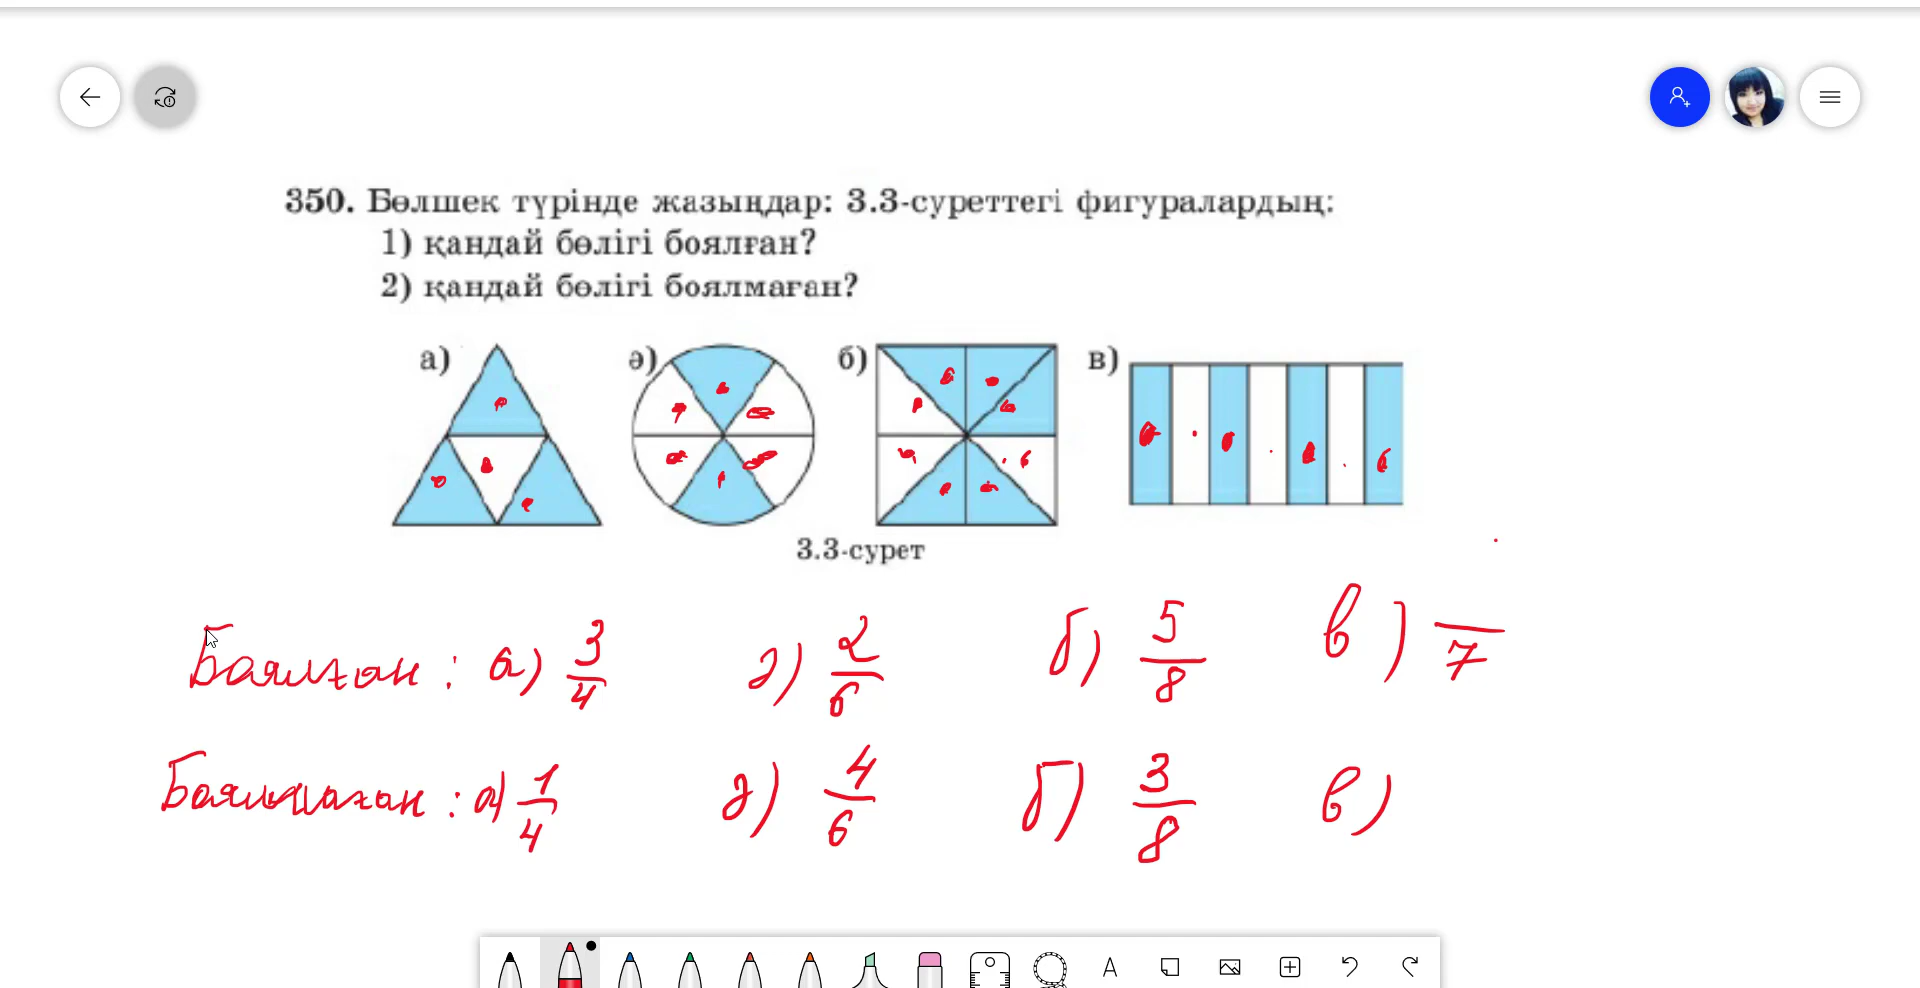 350. Бөлшек түрінде жазыңдар: 3.3-суреттегі фигуралардың:
1) қандай бөлігі боялған?
2) қандай бөлігі боялмаған?
а) ә) б) в)
3.3-сурет
Боялған : а) 3/4 ә) 2/6 б) 5/8 в) /7
Боялмаған : а) 1/4 ә) 4/6 б) 3/8 в)
A